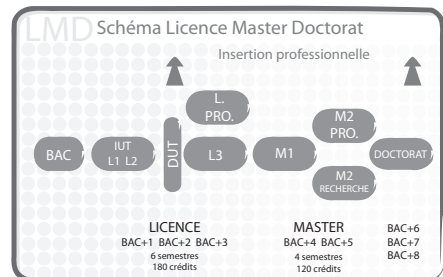 LMD Schéma Licence Master Doctorat
Insertion professionnelle
L.
PRO.
M2
PRO.
BAC
IUT
L1 L2
DUT
L3
M1
DOCTORAT
M2
RECHERCHE
LICENCE
BAC+1 BAC+2 BAC+3
6 semestres
180 crédits
MASTER
BAC+4 BAC+5
4 semestres
120 crédits
BAC+6
BAC+7
BAC+8